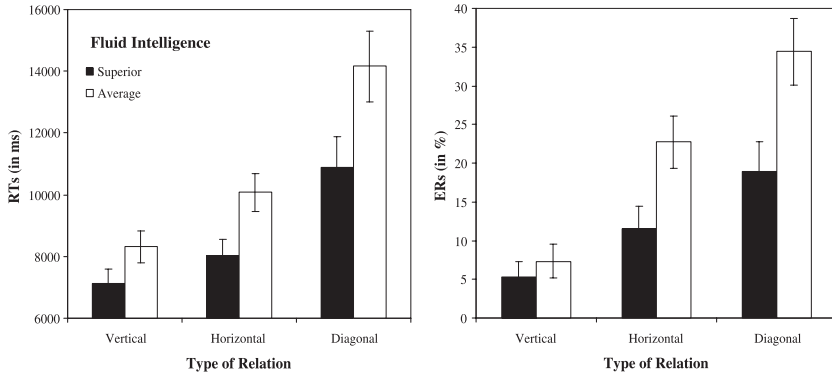 16000
14000
12000
10000
8000
6000
RTs (in ms)
Fluid Intelligence
Superior
Average
Vertical
Horizontal
Diagonal
Type of Relation
40
35
30
25
20
15
10
5
0
ERs (in %)
Vertical
Horizontal
Diagonal
Type of Relation